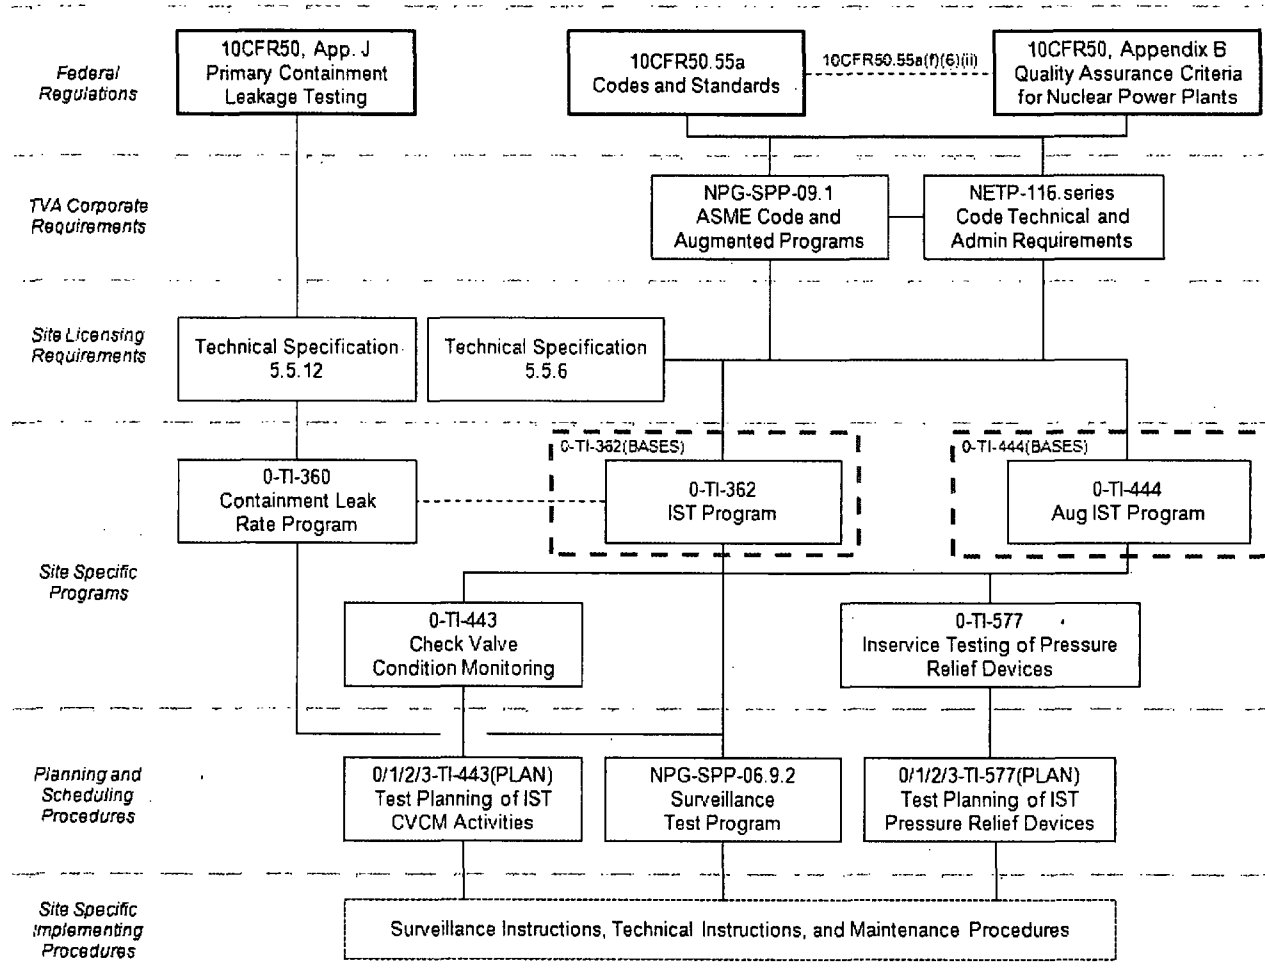 Federal
Regulations
10CFR50, App. J
Primary Containment
Leakage Testing
10CFR50.55a
Codes and Standards
10CFR50.55a(f)(6)(ii)
10CFR50, Appendix B
Quality Assurance Criteria
for Nuclear Power Plants
TVA Corporate
Requirements
NPG-SPP-09.1
ASME Code and
Augmented Programs
NETP-116.series
Code Technical and
Admin Requirements
Site Licensing
Requirements
Technical Specification
5.5.12
Technical Specification
5.5.6
Site Specific
Programs
0-TI-360
Containment Leak
Rate Program
0-TI-362(BASES)
0-TI-362
IST Program
0-TI-444(BASES)
0-TI-444
Aug IST Program
0-TI-443
Check Valve
Condition Monitoring
0-TI-577
Inservice Testing of Pressure
Relief Devices
Planning and
Scheduling
Procedures
0/1/2/3-TI-443(PLAN)
Test Planning of IST
CVCM Activities
NPG-SPP-06.9.2
Surveillance
Test Program
0/1/2/3-TI-577(PLAN)
Test Planning of IST
Pressure Relief Devices
Site Specific
Implementing
Procedures
Surveillance Instructions, Technical Instructions, and Maintenance Procedures